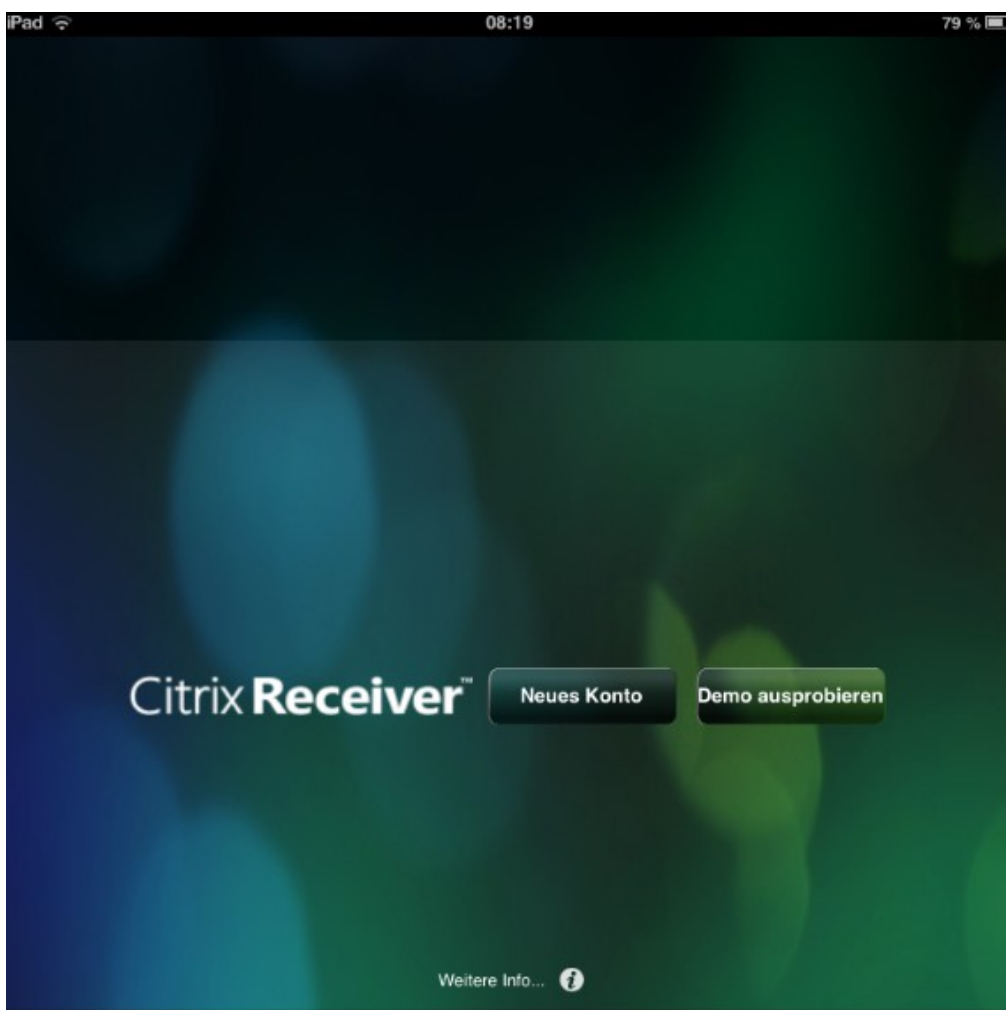 iPad 08:19 79 %
Citrix Receiver™ Neues Konto Demo ausprobieren
Weitere Info...